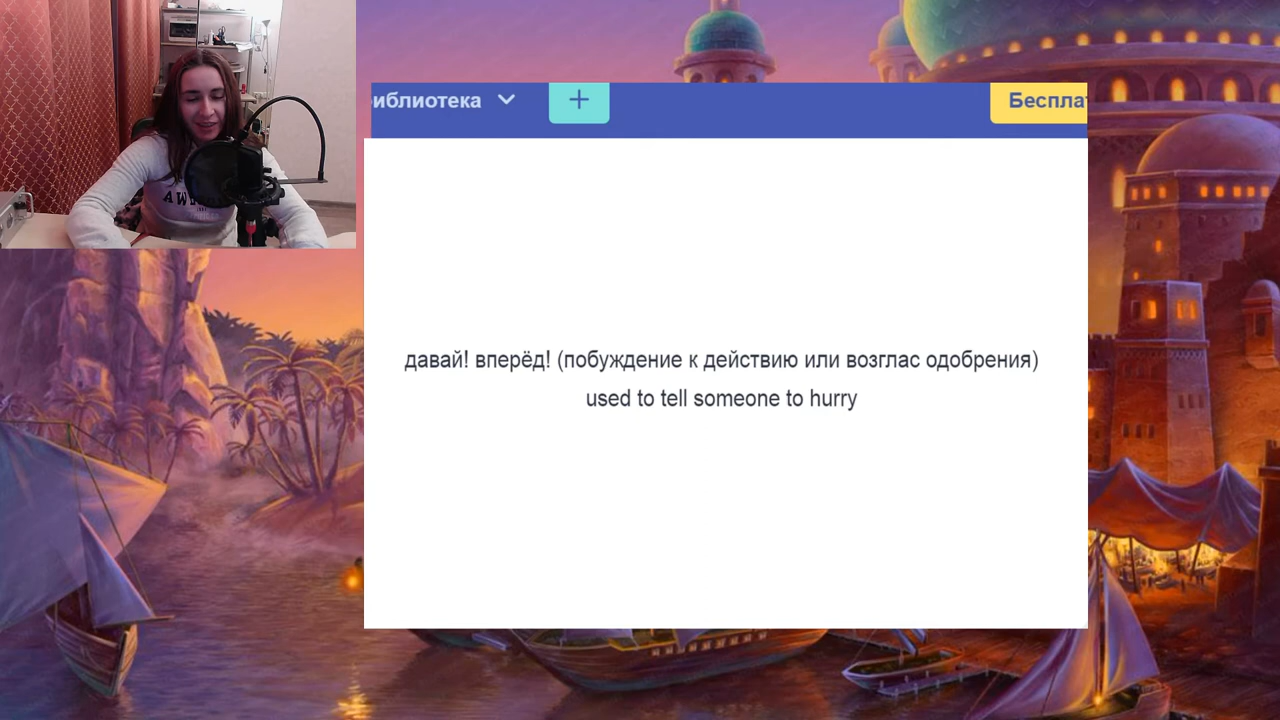 иблиотека
+
Беспла
давай! вперёд! (побуждение к действию или возглас одобрения)
used to tell someone to hurry